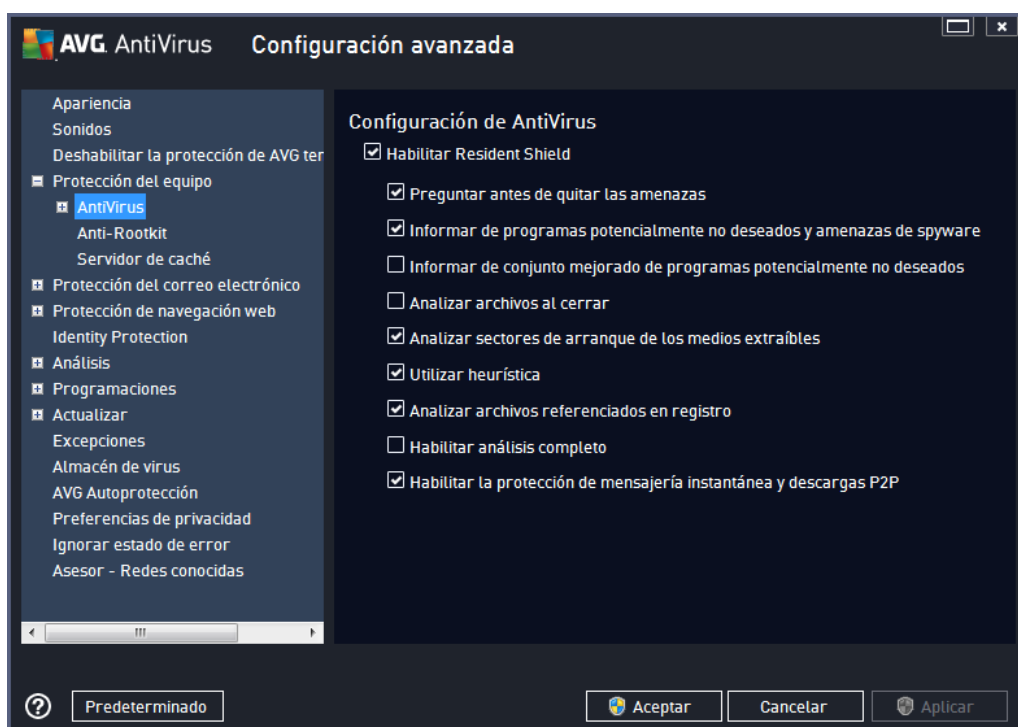 AVG. AntiVirus Configuración avanzada
Apariencia
Sonidos
Deshabilitar la protección de AVG ter
Protección del equipo
AntiVirus
Anti-Rootkit
Servidor de caché
Protección del correo electrónico
Protección de navegación web
Identity Protection
Análisis
Programaciones
Actualizar
Excepciones
Almacén de virus
AVG Autoprotección
Preferencias de privacidad
Ignorar estado de error
Asesor - Redes conocidas
Configuración de AntiVirus
Habilitar Resident Shield
Preguntar antes de quitar las amenazas
Informar de programas potencialmente no deseados y amenazas de spyware
Informar de conjunto mejorado de programas potencialmente no deseados
Analizar archivos al cerrar
Analizar sectores de arranque de los medios extraíbles
Utilizar heurística
Analizar archivos referenciados en registro
Habilitar análisis completo
Habilitar la protección de mensajería instantánea y descargas P2P
Predeterminado
Aceptar
Cancelar
Aplicar